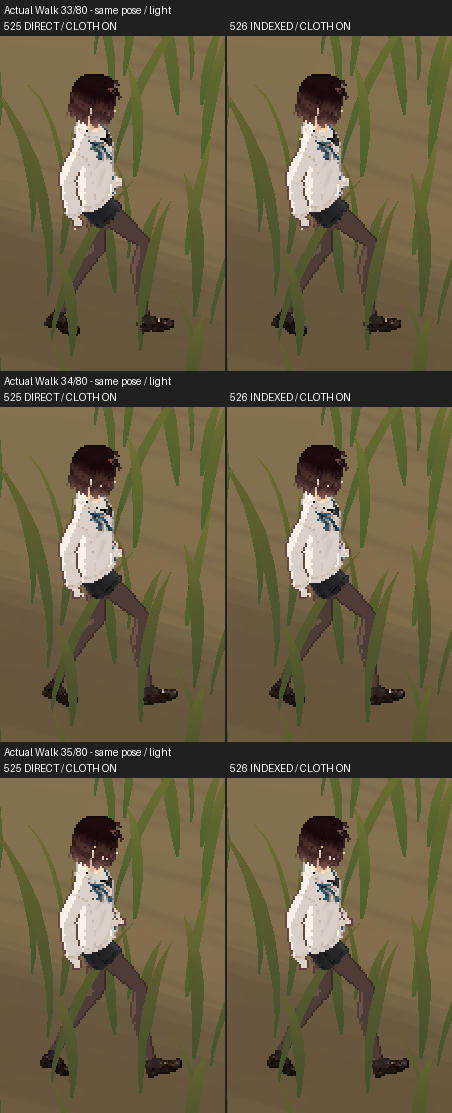 Actual Walk 33/80 - same pose / light
525 DIRECT / CLOTH ON 526 INDEXED / CLOTH ON
Actual Walk 34/80 - same pose / light
525 DIRECT / CLOTH ON 526 INDEXED / CLOTH ON
Actual Walk 35/80 - same pose / light
525 DIRECT / CLOTH ON 526 INDEXED / CLOTH ON